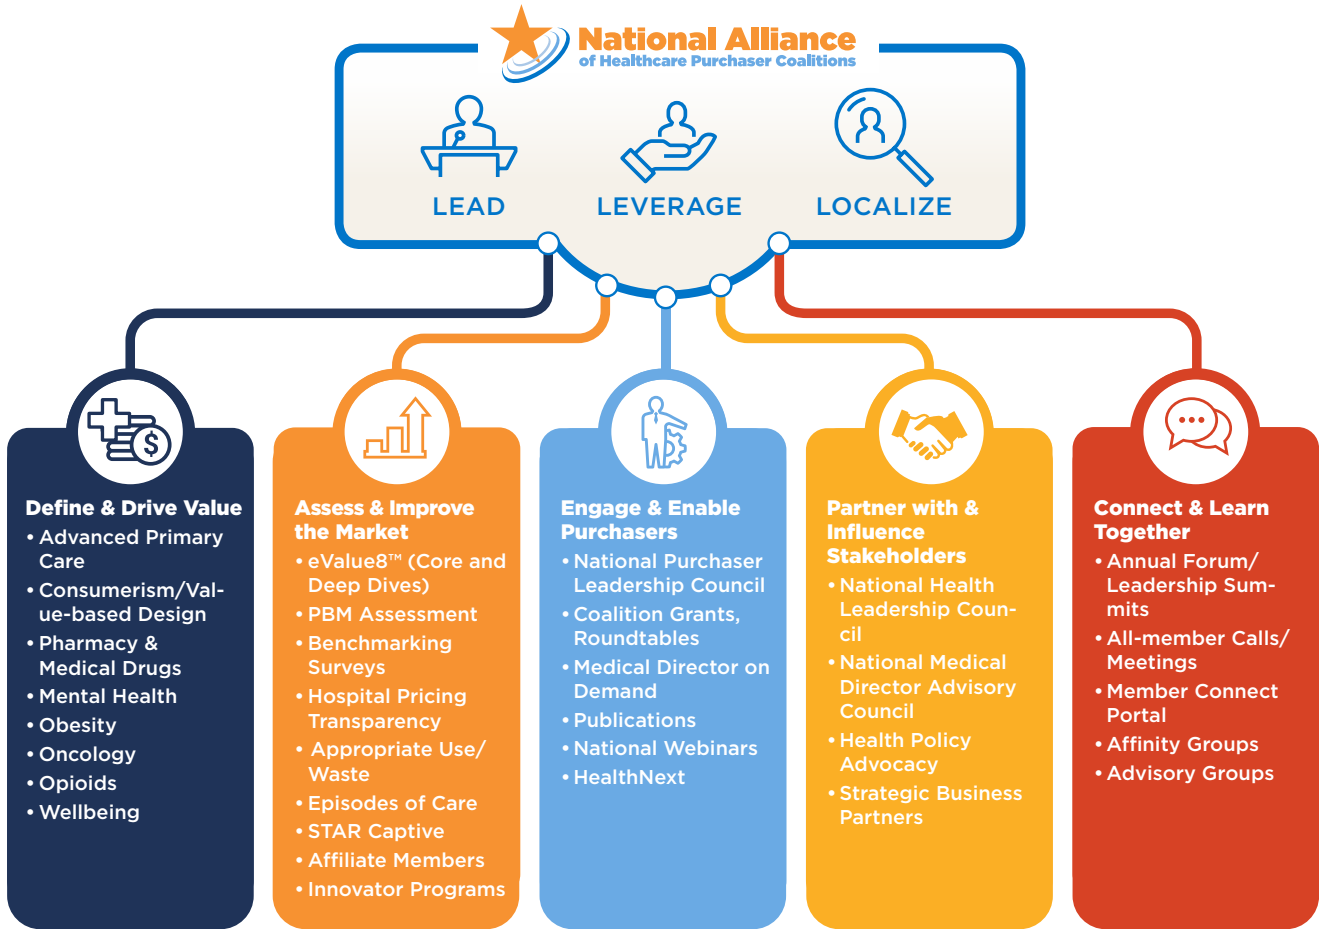 National Alliance
of Healthcare Purchaser Coalitions
LEAD
LEVERAGE
LOCALIZE
$
Define & Drive Value
• Advanced Primary
Care
• Consumerism/Val-
ue-based Design
• Pharmacy &
Medical Drugs
• Mental Health
• Obesity
• Oncology
• Opioids
• Wellbeing
Assess & Improve
the Market
• eValue8™ (Core and
Deep Dives)
• PBM Assessment
• Benchmarking
Surveys
• Hospital Pricing
Transparency
• Appropriate Use/
Waste
• Episodes of Care
• STAR Captive
• Affiliate Members
• Innovator Programs
Engage & Enable
Purchasers
• National Purchaser
Leadership Council
• Coalition Grants,
Roundtables
• Medical Director on
Demand
• Publications
• National Webinars
• HealthNext
Partner with &
Influence
Stakeholders
• National Health
Leadership Coun-
cil
• National Medical
Director Advisory
Council
• Health Policy
Advocacy
• Strategic Business
Partners
Connect & Learn
Together
• Annual Forum/
Leadership Sum-
mits
• All-member Calls/
Meetings
• Member Connect
Portal
• Affinity Groups
• Advisory Groups